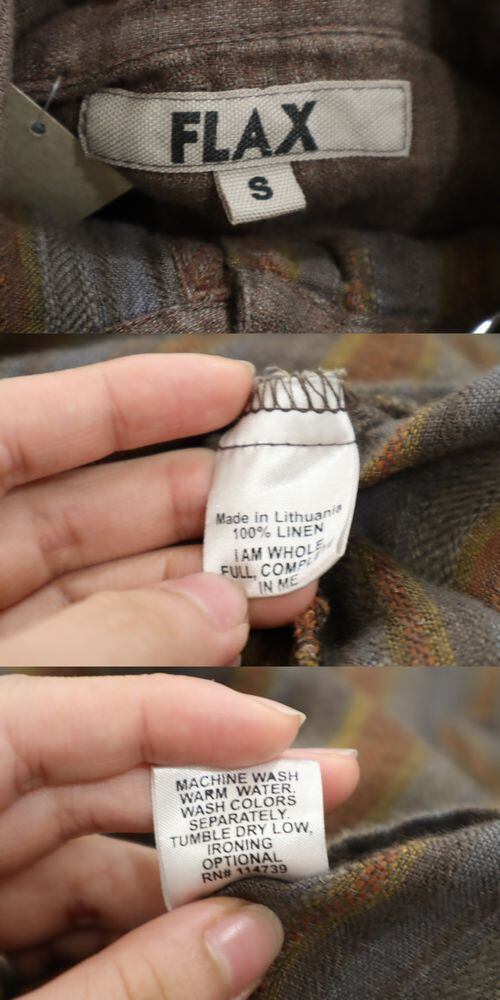 FLAX
S
Made in Lithuania
100% LINEN
I AM WHOLE,
FULL,
IN ME
MACHINE WASH
WARM WATER.
WASH COLORS
SEPARATELY.
TUMBLE DRY LOW,
IRONING
OPTIONAL
RN# 114739